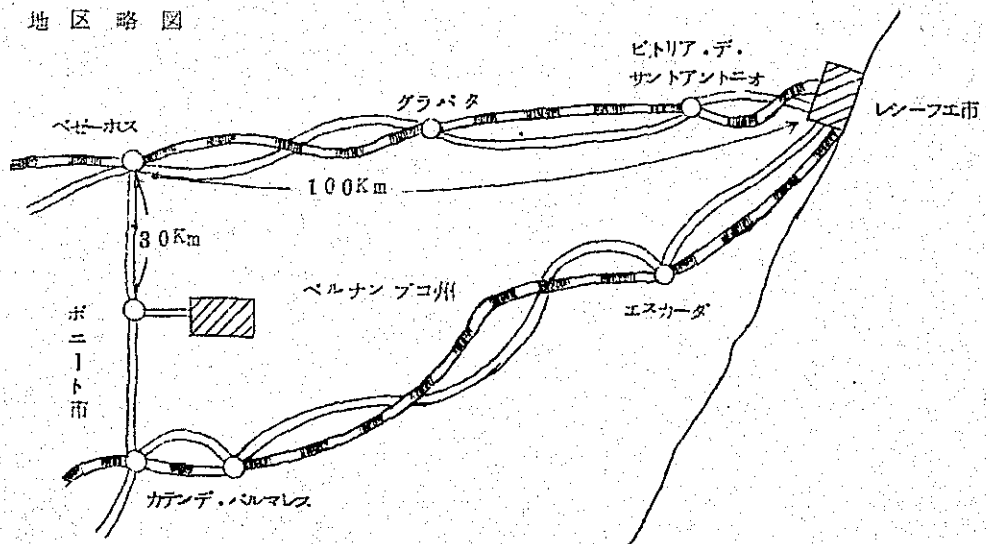 地区略図
ビトリア・デ・
サントアントニオ
グラバタ
レシーフエ市
ベゼーホス
100Km
30Km
ペルナンブコ州
エスカーダ
ボニート市
カテンデ・パルマレス